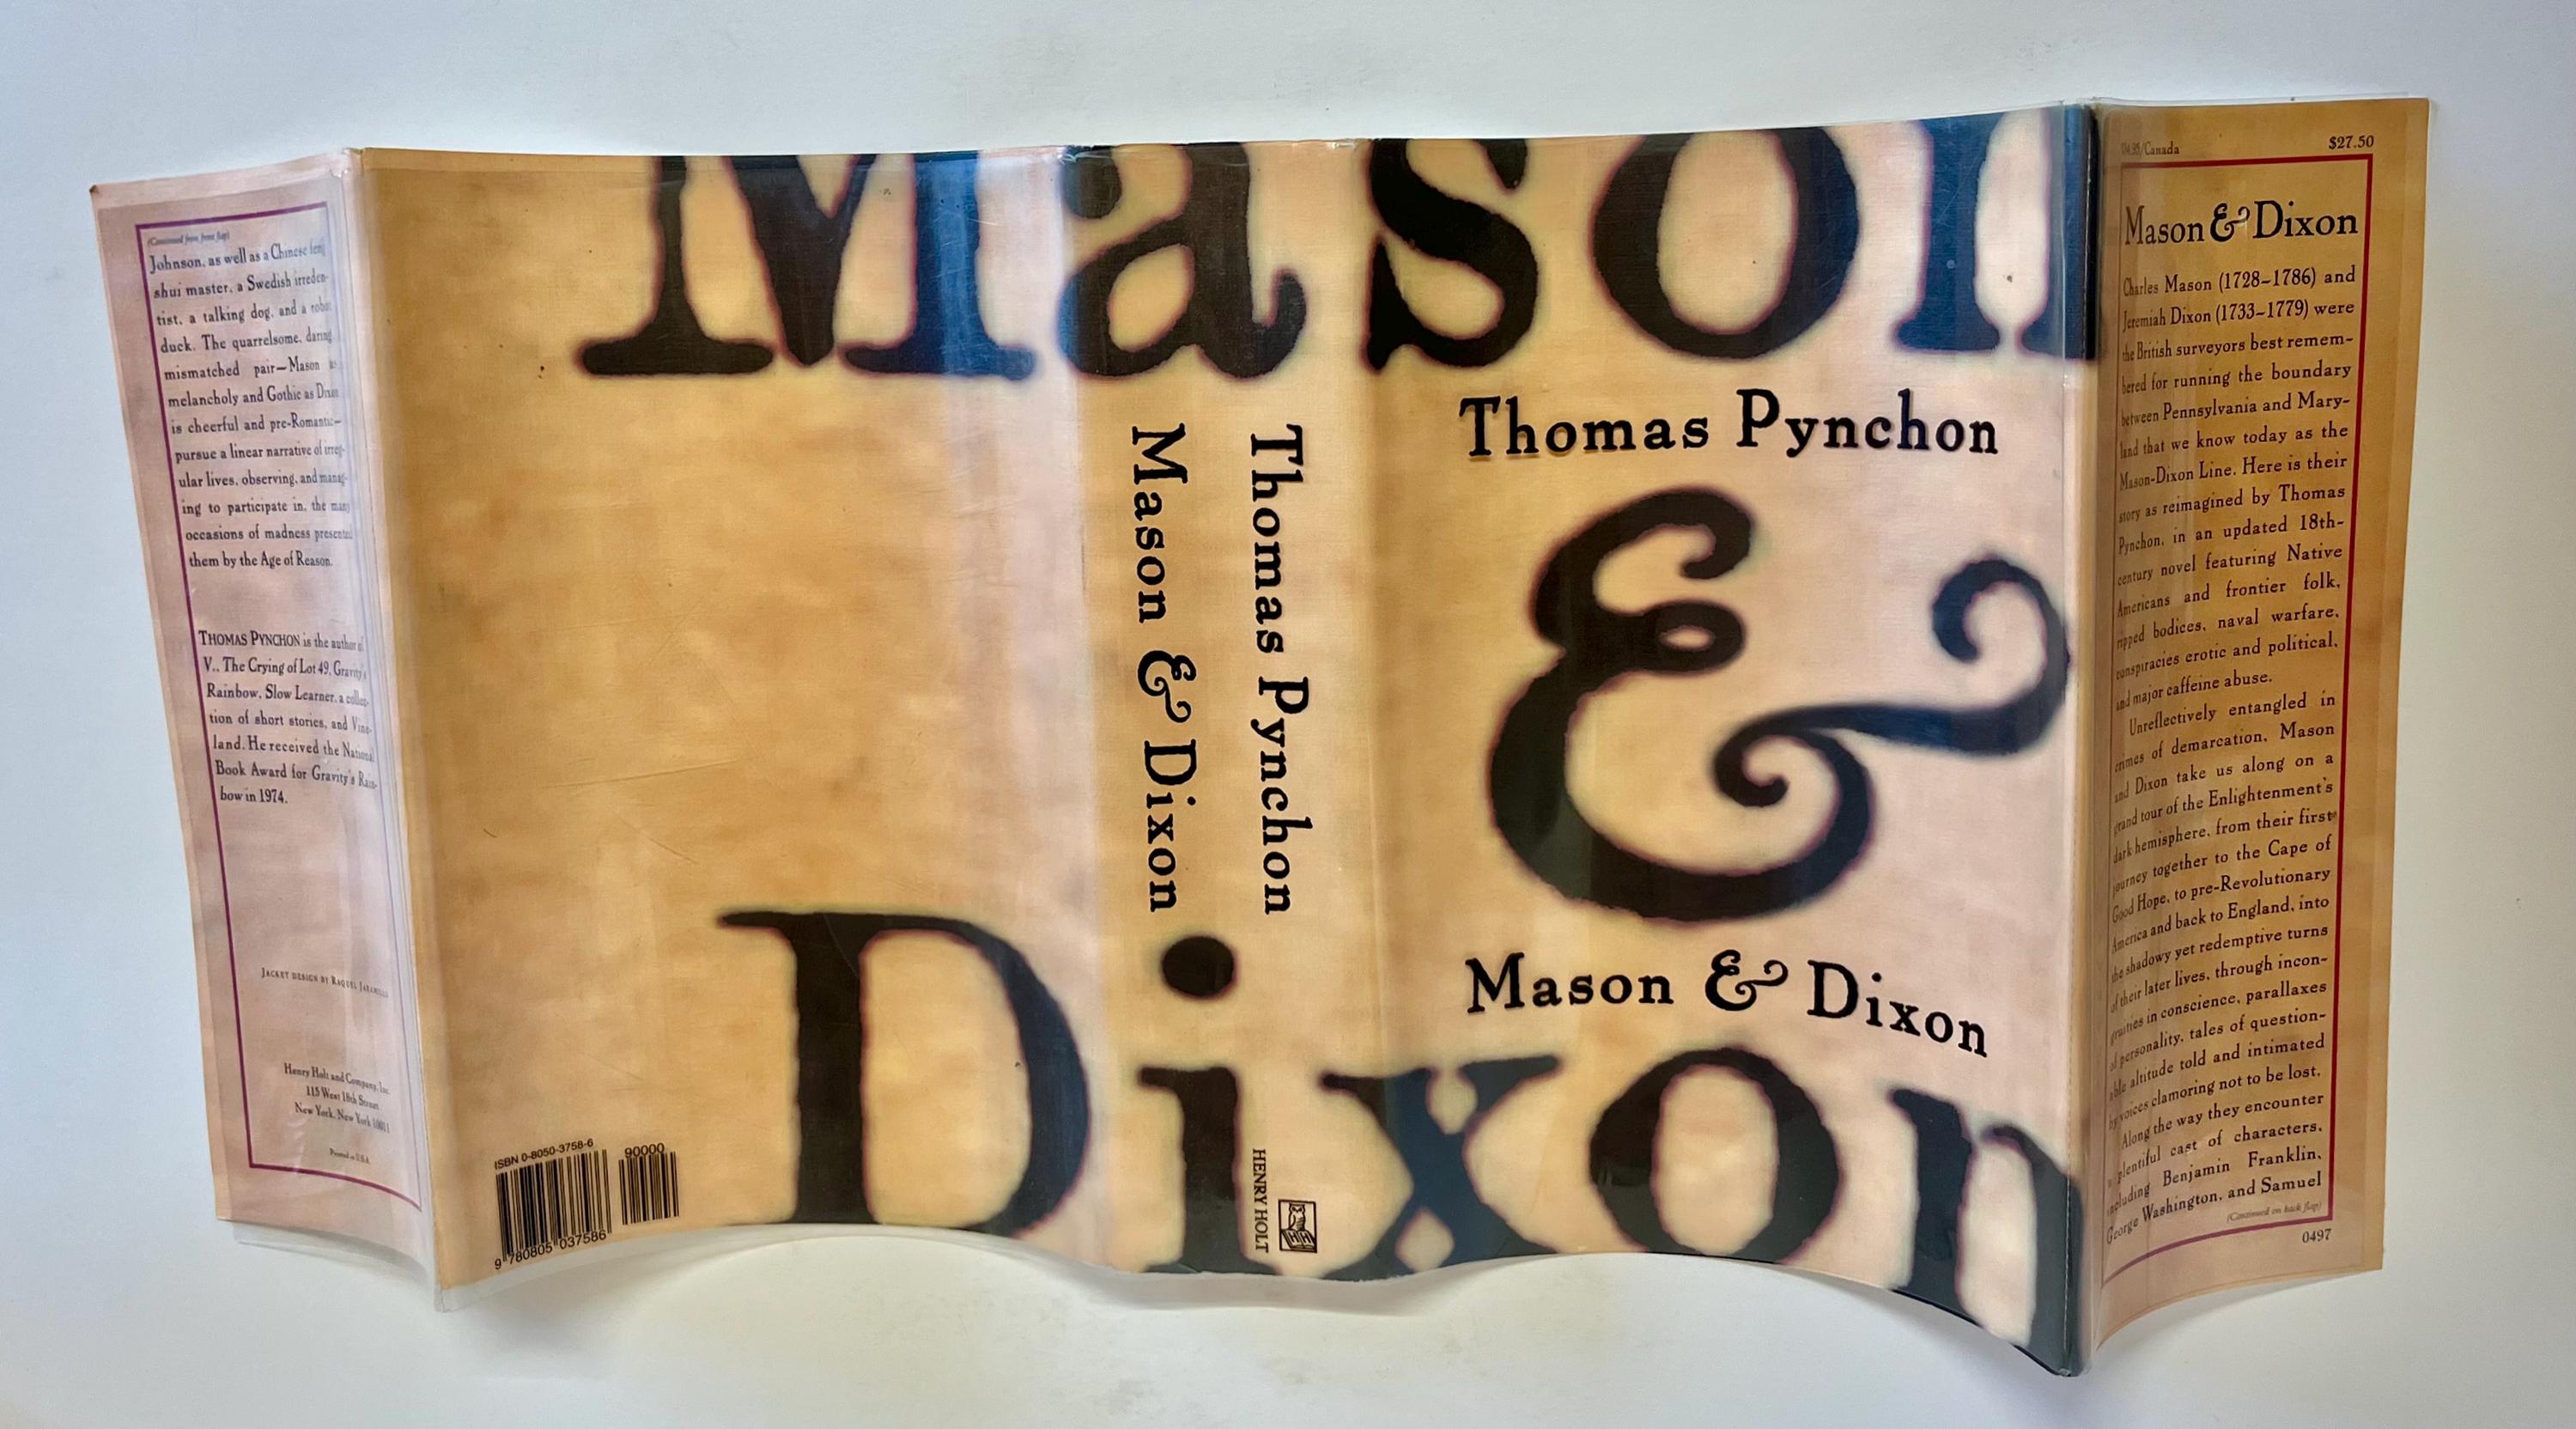 (Continued from front flap)
Johnson, as well as a Chinese feng
shui master, a Swedish irreden-
tist, a talking dog, and a robot
duck. The quarrelsome, daring
mismatched pair—Mason as
melancholy and Gothic as Dixon
is cheerful and pre-Romantic—
pursue a linear narrative of irreg-
ular lives, observing, and manag-
ing to participate in, the many
occasions of madness presented
them by the Age of Reason.
THOMAS PYNCHON is the author of
V., The Crying of Lot 49, Gravity's
Rainbow, Slow Learner, a collec-
tion of short stories, and Vine-
land. He received the National
Book Award for Gravity's Rain-
bow in 1974.
JACKET DESIGN BY RAQUEL JARAMILLO
Henry Holt and Company, Inc.
115 West 18th Street
New York, New York 10011
Printed in U.S.A.
ISBN 0-8050-3758-6
90000
9 780805 037586
Mason
&
Dixon
Thomas Pynchon
Mason & Dixon
HENRY HOLT
Thomas Pynchon
Mason & Dixon
/Canada
$27.50
Mason & Dixon
Charles Mason (1728–1786) and
Jeremiah Dixon (1733–1779) were
the British surveyors best remem-
bered for running the boundary
between Pennsylvania and Mary-
land that we know today as the
Mason-Dixon Line. Here is their
story as reimagined by Thomas
Pynchon, in an updated 18th-
century novel featuring Native
Americans and frontier folk,
ripped bodices, naval warfare,
conspiracies erotic and political,
and major caffeine abuse.
Unreflectively entangled in
crimes of demarcation, Mason
and Dixon take us along on a
grand tour of the Enlightenment's
dark hemisphere, from their first
journey together to the Cape of
Good Hope, to pre-Revolutionary
America and back to England, into
the shadowy yet redemptive turns
of their later lives, through incon-
gruities in conscience, parallaxes
of personality, tales of question-
able altitude told and intimated
by voices clamoring not to be lost.
Along the way they encounter
a plentiful cast of characters,
including Benjamin Franklin,
George Washington, and Samuel
(Continued on back flap)
0497